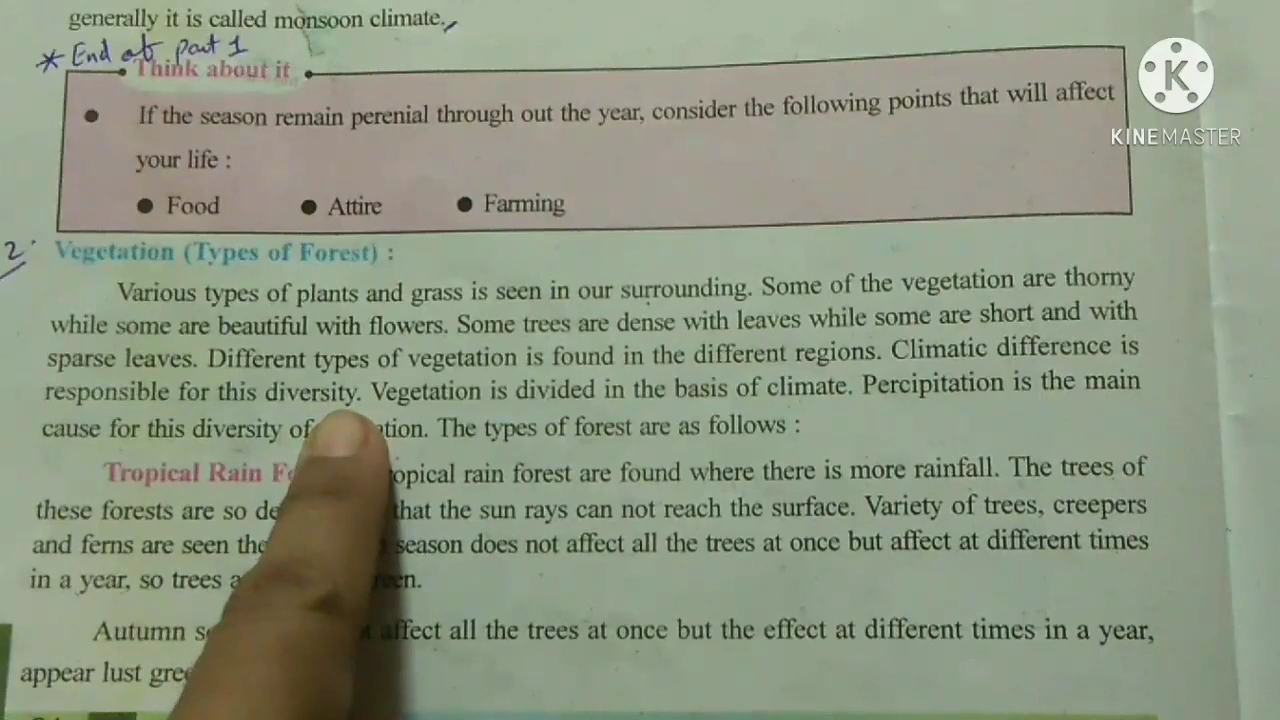 generally it is called monsoon climate.
* End of part 1
Think about it
If the season remain perenial through out the year, consider the following points that will affect
your life :
● Food ● Attire ● Farming
2. Vegetation (Types of Forest) :
Various types of plants and grass is seen in our surrounding. Some of the vegetation are thorny
while some are beautiful with flowers. Some trees are dense with leaves while some are short and with
sparse leaves. Different types of vegetation is found in the different regions. Climatic difference is
responsible for this diversity. Vegetation is divided in the basis of climate. Percipitation is the main
cause for this diversity of The types of forest are as follows :
Tropical Rain rain forest are found where there is more rainfall. The trees of
these forests are so that the sun rays can not reach the surface. Variety of trees, creepers
and ferns are seen season does not affect all the trees at once but affect at different times
in a year, so trees
Autumn affect all the trees at once but the effect at different times in a year,
appear lust
K
KINEMASTER